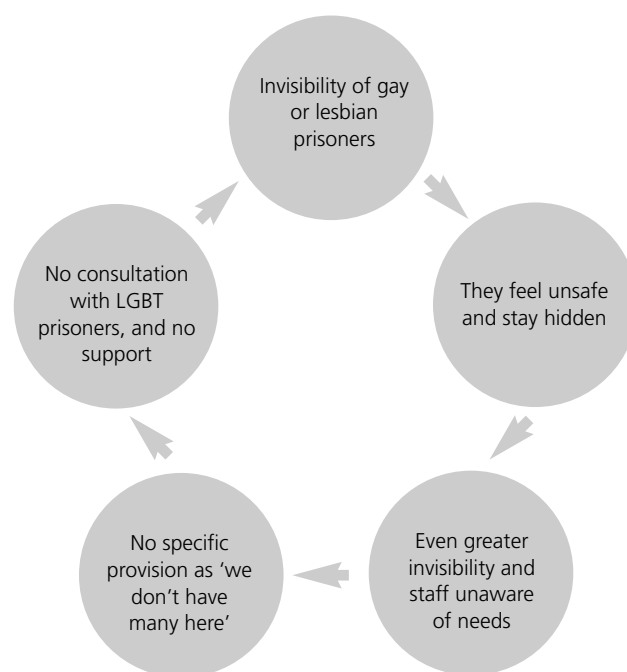 Invisibility of gay
or lesbian
prisoners
They feel unsafe
and stay hidden
Even greater
invisibility and
staff unaware
of needs
No specific
provision as ‘we
don’t have
many here’
No consultation
with LGBT
prisoners, and no
support